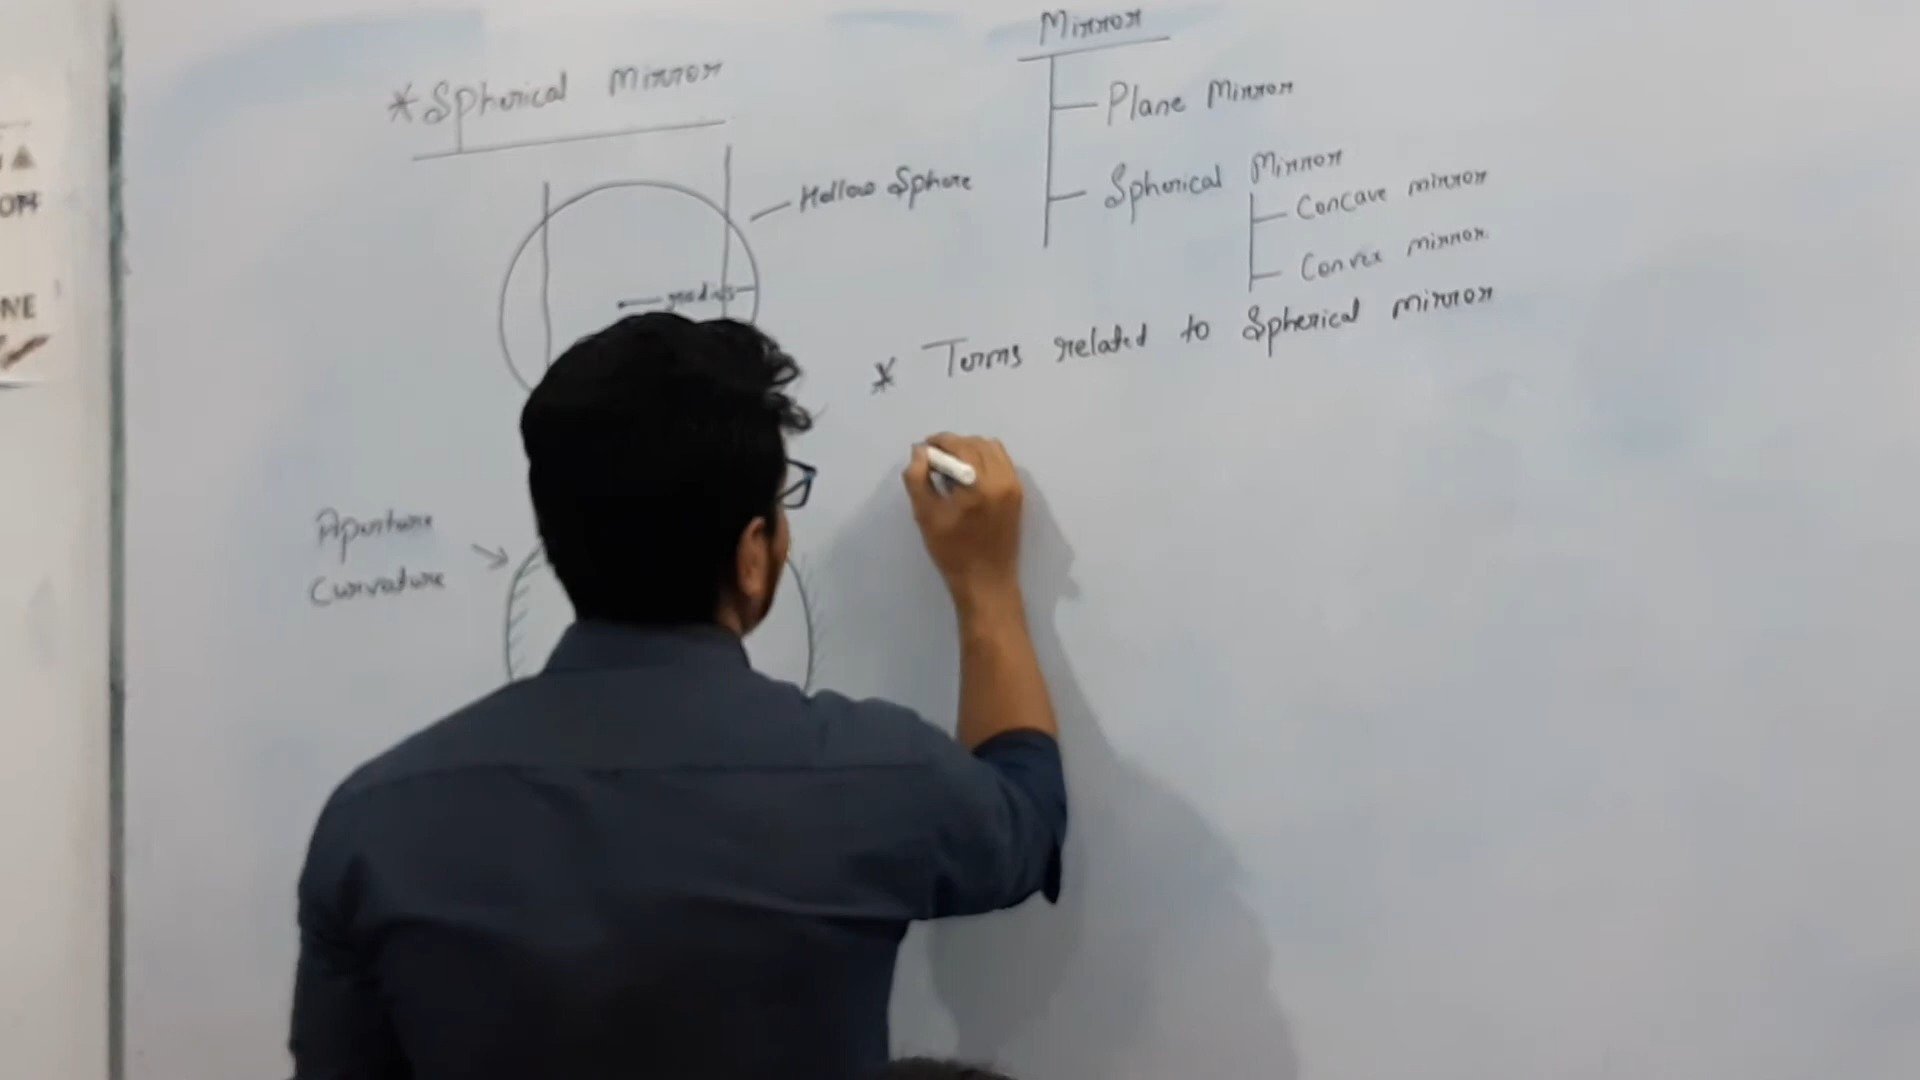 * Spherical Mirror
Hollow Sphere
radius
Aperture
Curvature
Mirror
Plane Mirror
Spherical Mirror
Concave mirror
Convex mirror
* Terms related to Spherical mirror
NE